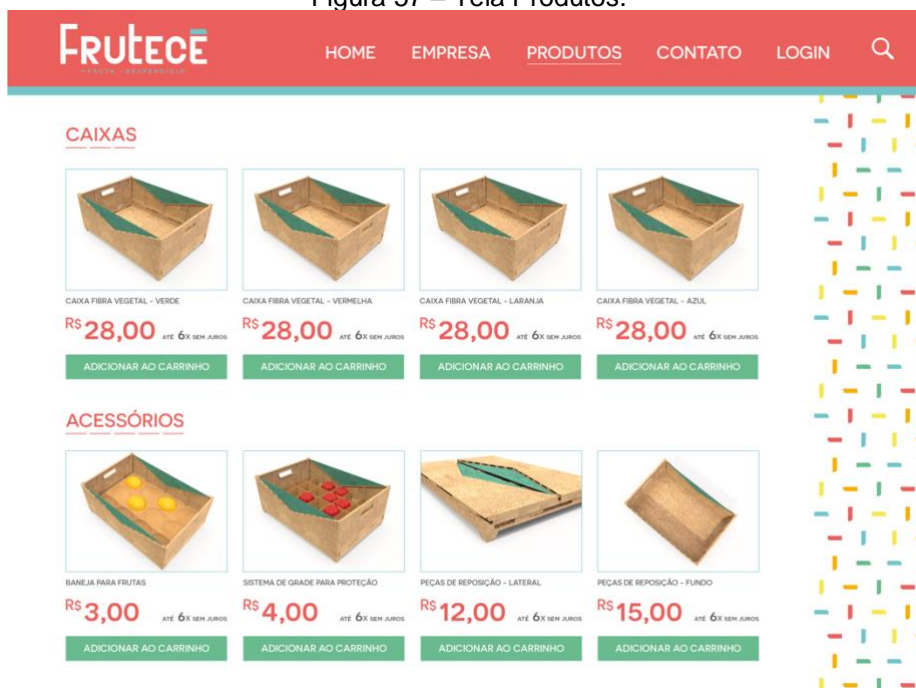 Figura 57 – Tela Produtos.
FRUTECĒ
+FRUTA -DESPERDÍCIO
HOME EMPRESA PRODUTOS CONTATO LOGIN
CAIXAS
CAIXA FIBRA VEGETAL - VERDE CAIXA FIBRA VEGETAL - VERMELHA CAIXA FIBRA VEGETAL - LARANJA CAIXA FIBRA VEGETAL - AZUL
R$ 28,00 ATÉ 6X SEM JUROS R$ 28,00 ATÉ 6X SEM JUROS R$ 28,00 ATÉ 6X SEM JUROS R$ 28,00 ATÉ 6X SEM JUROS
ADICIONAR AO CARRINHO ADICIONAR AO CARRINHO ADICIONAR AO CARRINHO ADICIONAR AO CARRINHO
ACESSÓRIOS
BANEJA PARA FRUTAS SISTEMA DE GRADE PARA PROTEÇÃO PEÇAS DE REPOSIÇÃO - LATERAL PEÇAS DE REPOSIÇÃO - FUNDO
R$ 3,00 ATÉ 6X SEM JUROS R$ 4,00 ATÉ 6X SEM JUROS R$ 12,00 ATÉ 6X SEM JUROS R$ 15,00 ATÉ 6X SEM JUROS
ADICIONAR AO CARRINHO ADICIONAR AO CARRINHO ADICIONAR AO CARRINHO ADICIONAR AO CARRINHO